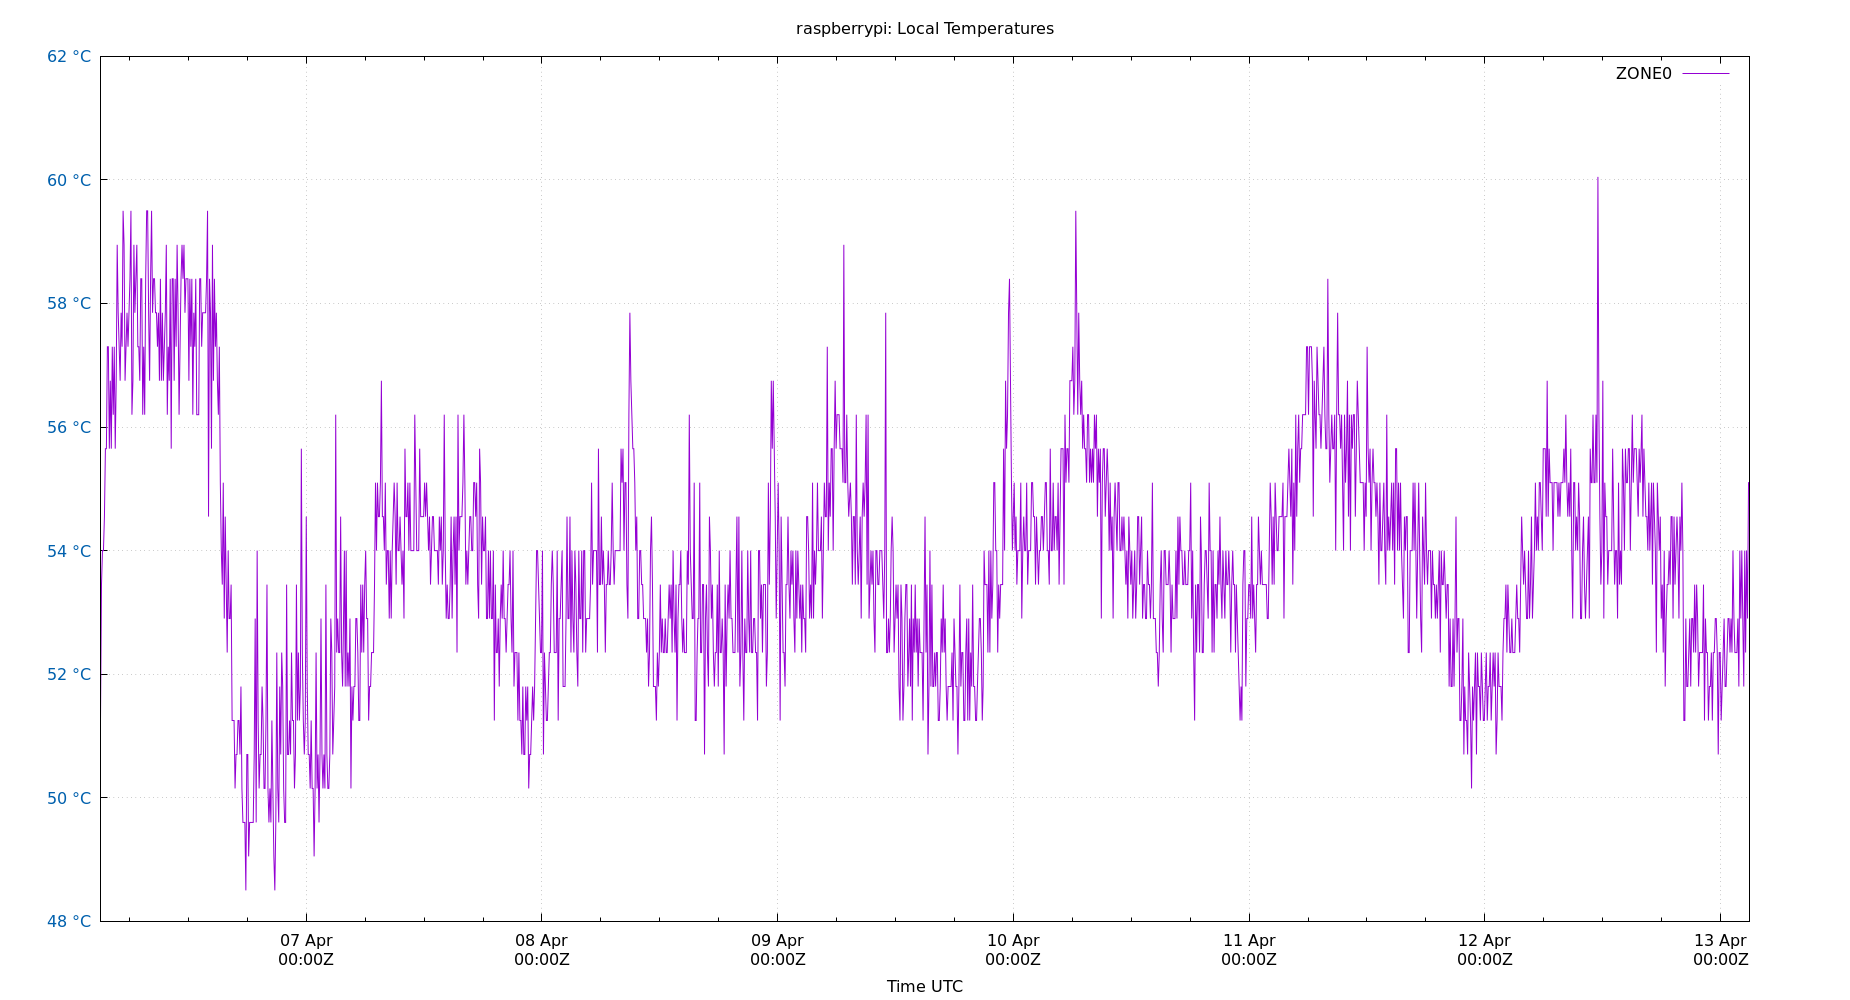 raspberrypi: Local Temperatures
62 °C
ZONE0
60 °C
58 °C
56 °C
54 °C
52 °C
50 °C
48 °C
07 Apr 08 Apr 09 Apr 10 Apr 11 Apr 12 Apr 13 Apr
00:00Z 00:00Z 00:00Z 00:00Z 00:00Z 00:00Z 00:00Z
Time UTC